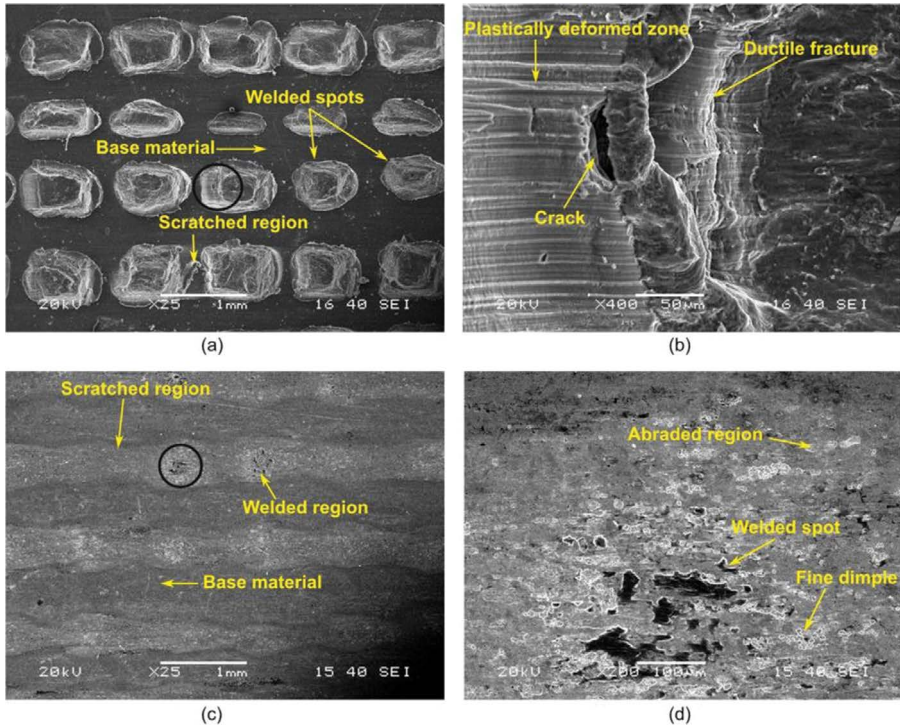 Welded spots
Base material
Scratched region
20kV X25 1mm 16 40 SEI
(a)
Plastically deformed zone
Ductile fracture
Crack
20kV X400 50µm 16 40 SEI
(b)
Scratched region
Welded region
Base material
20kV X25 1mm 15 40 SEI
(c)
Abraded region
Welded spot
Fine dimple
20kV X200 100µm 15 40 SEI
(d)